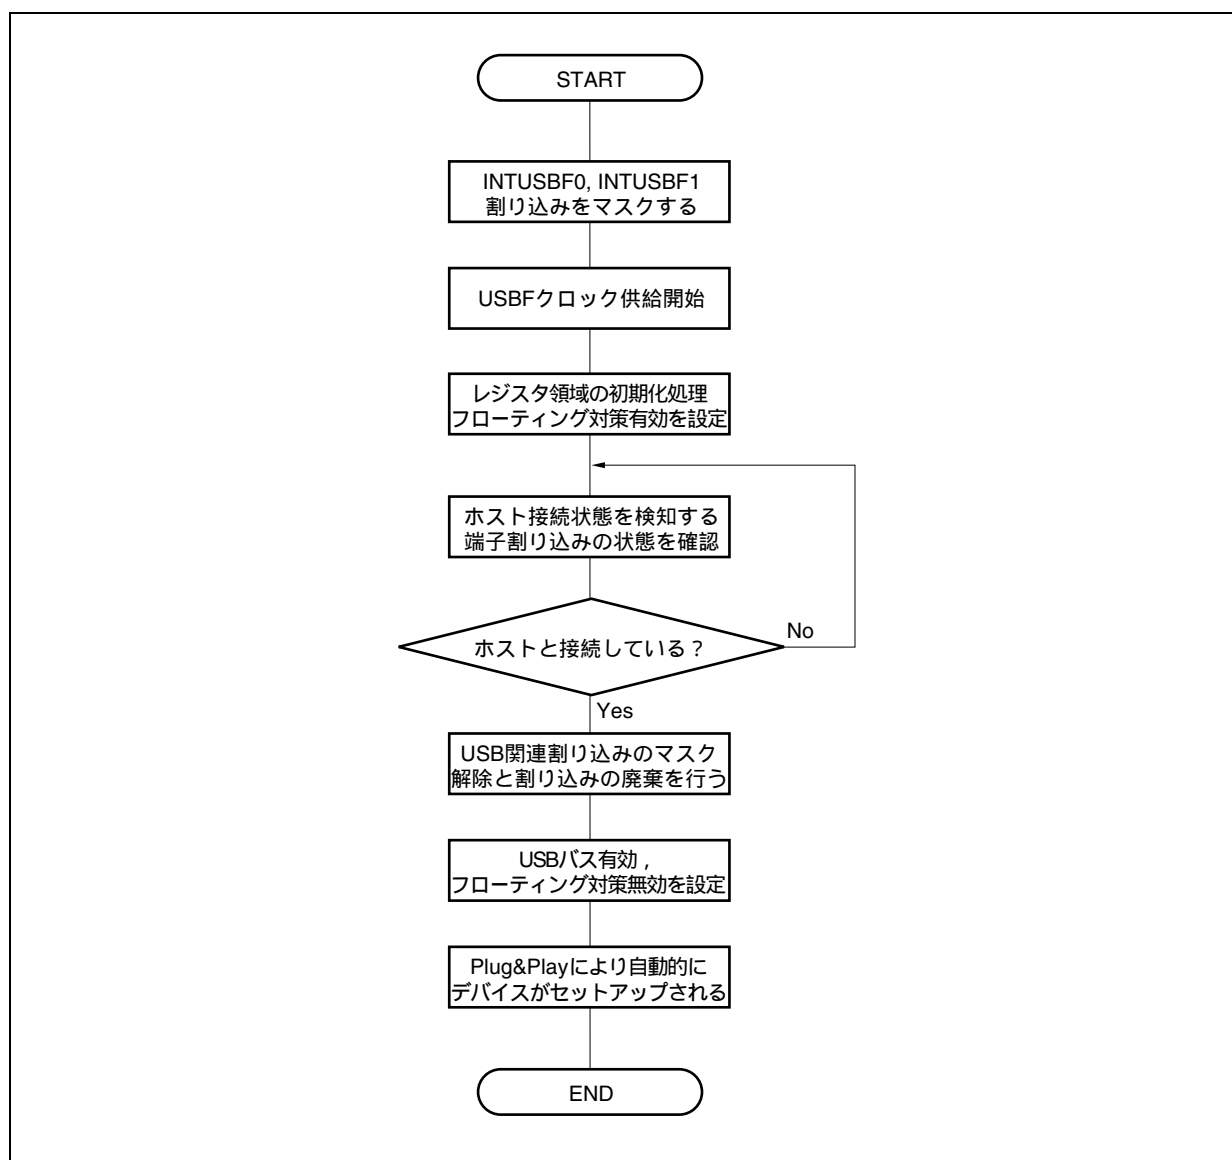 START
INTUSBF0, INTUSBF1
割り込みをマスクする
USBFクロック供給開始
レジスタ領域の初期化処理
フローティング対策有効を設定
ホスト接続状態を検知する
端子割り込みの状態を確認
ホストと接続している？
No
Yes
USB関連割り込みのマスク
解除と割り込みの廃棄を行う
USBバス有効，
フローティング対策無効を設定
Plug&Playにより自動的に
デバイスがセットアップされる
END